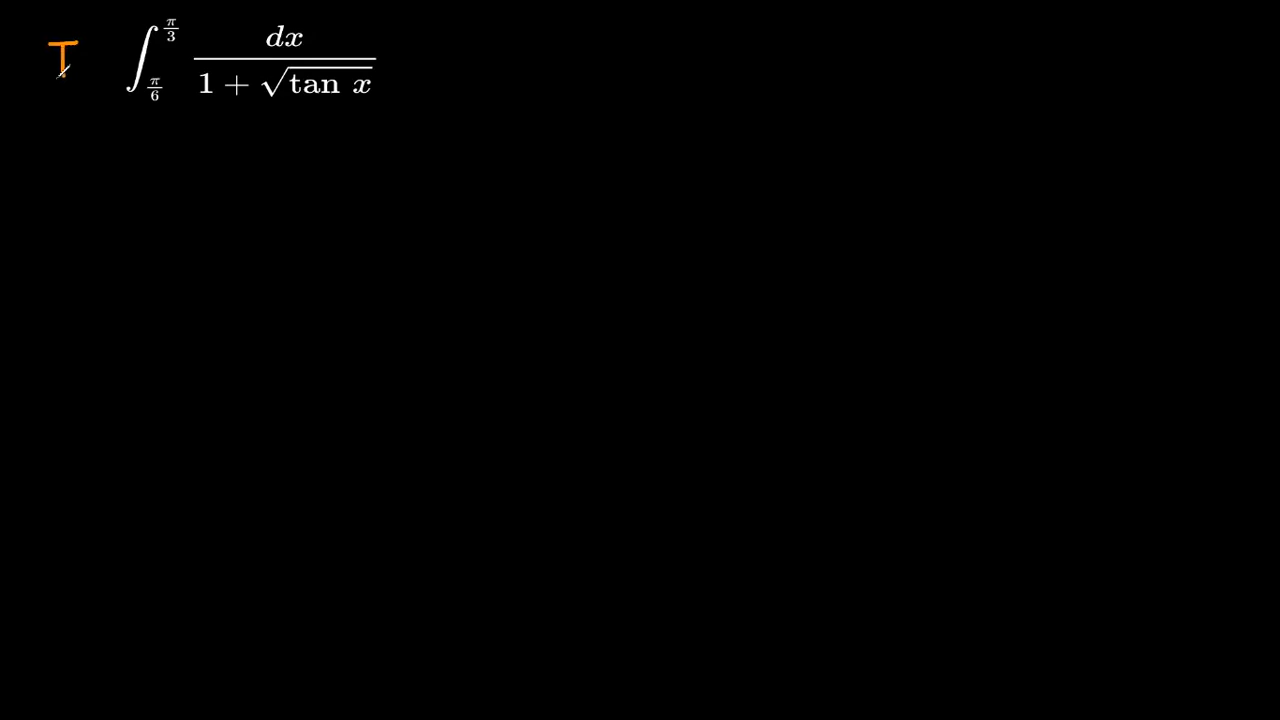 I ∫_{π/6}^{π/3} dx / (1 + √(tan x))